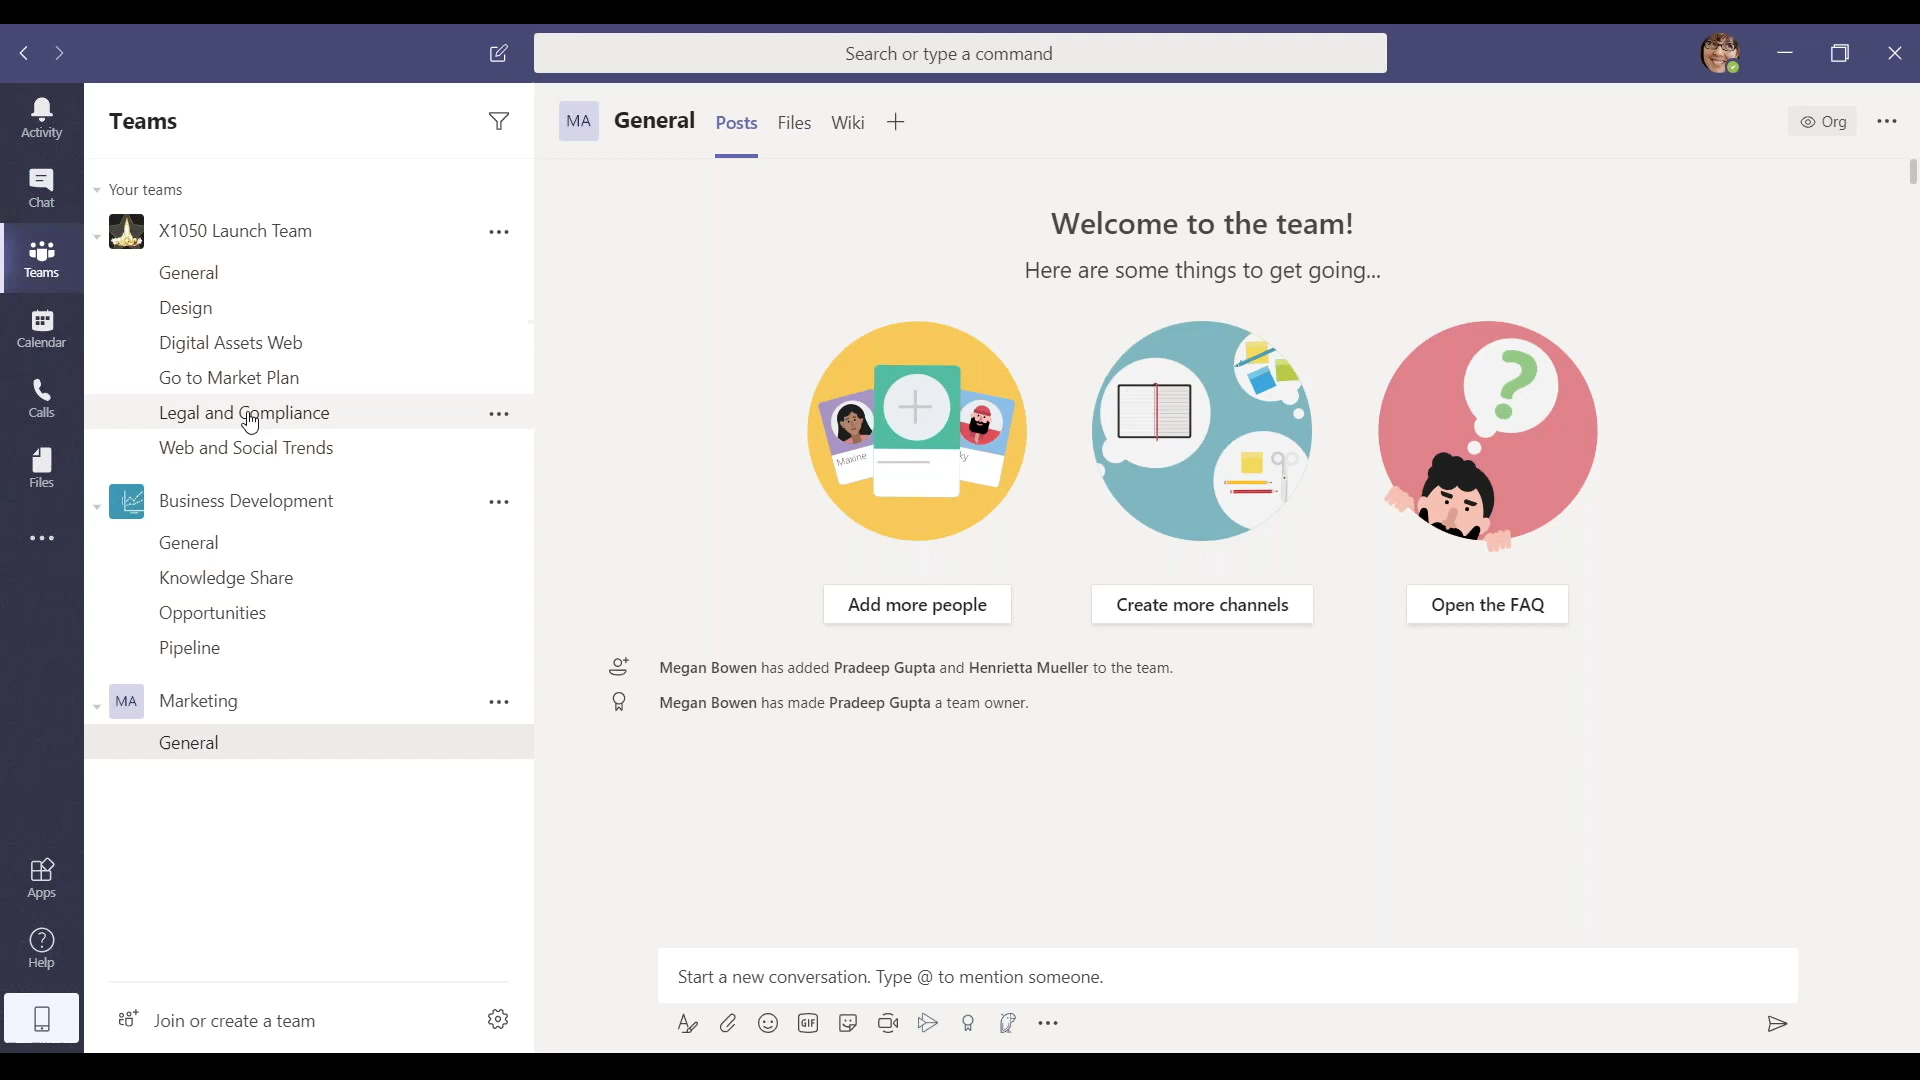 Search or type a command
Activity
Chat
Teams
Calendar
Calls
Files
Apps
Help
Teams
Your teams
X1050 Launch Team
General
Design
Digital Assets Web
Go to Market Plan
Legal and Compliance
Web and Social Trends
Business Development
General
Knowledge Share
Opportunities
Pipeline
MA Marketing
General
Join or create a team
MA General Posts Files Wiki
Org
Welcome to the team!
Here are some things to get going...
Maxine
ky
Add more people
Create more channels
Open the FAQ
Megan Bowen has added Pradeep Gupta and Henrietta Mueller to the team.
Megan Bowen has made Pradeep Gupta a team owner.
Start a new conversation. Type @ to mention someone.
GIF